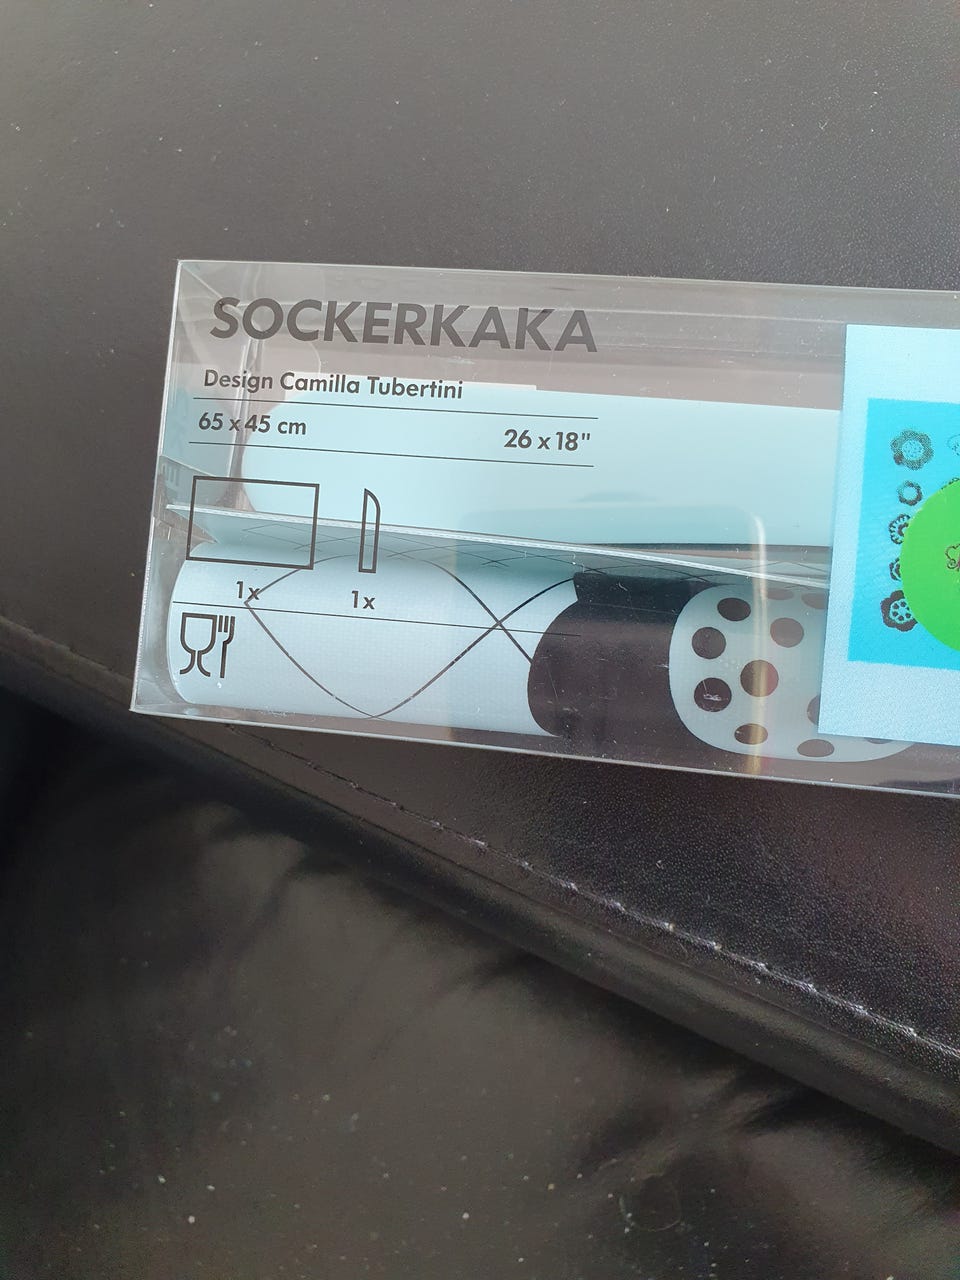 SOCKERKAKA
Design Camilla Tubertini
65 x 45 cm 26 x 18"
1x 1x